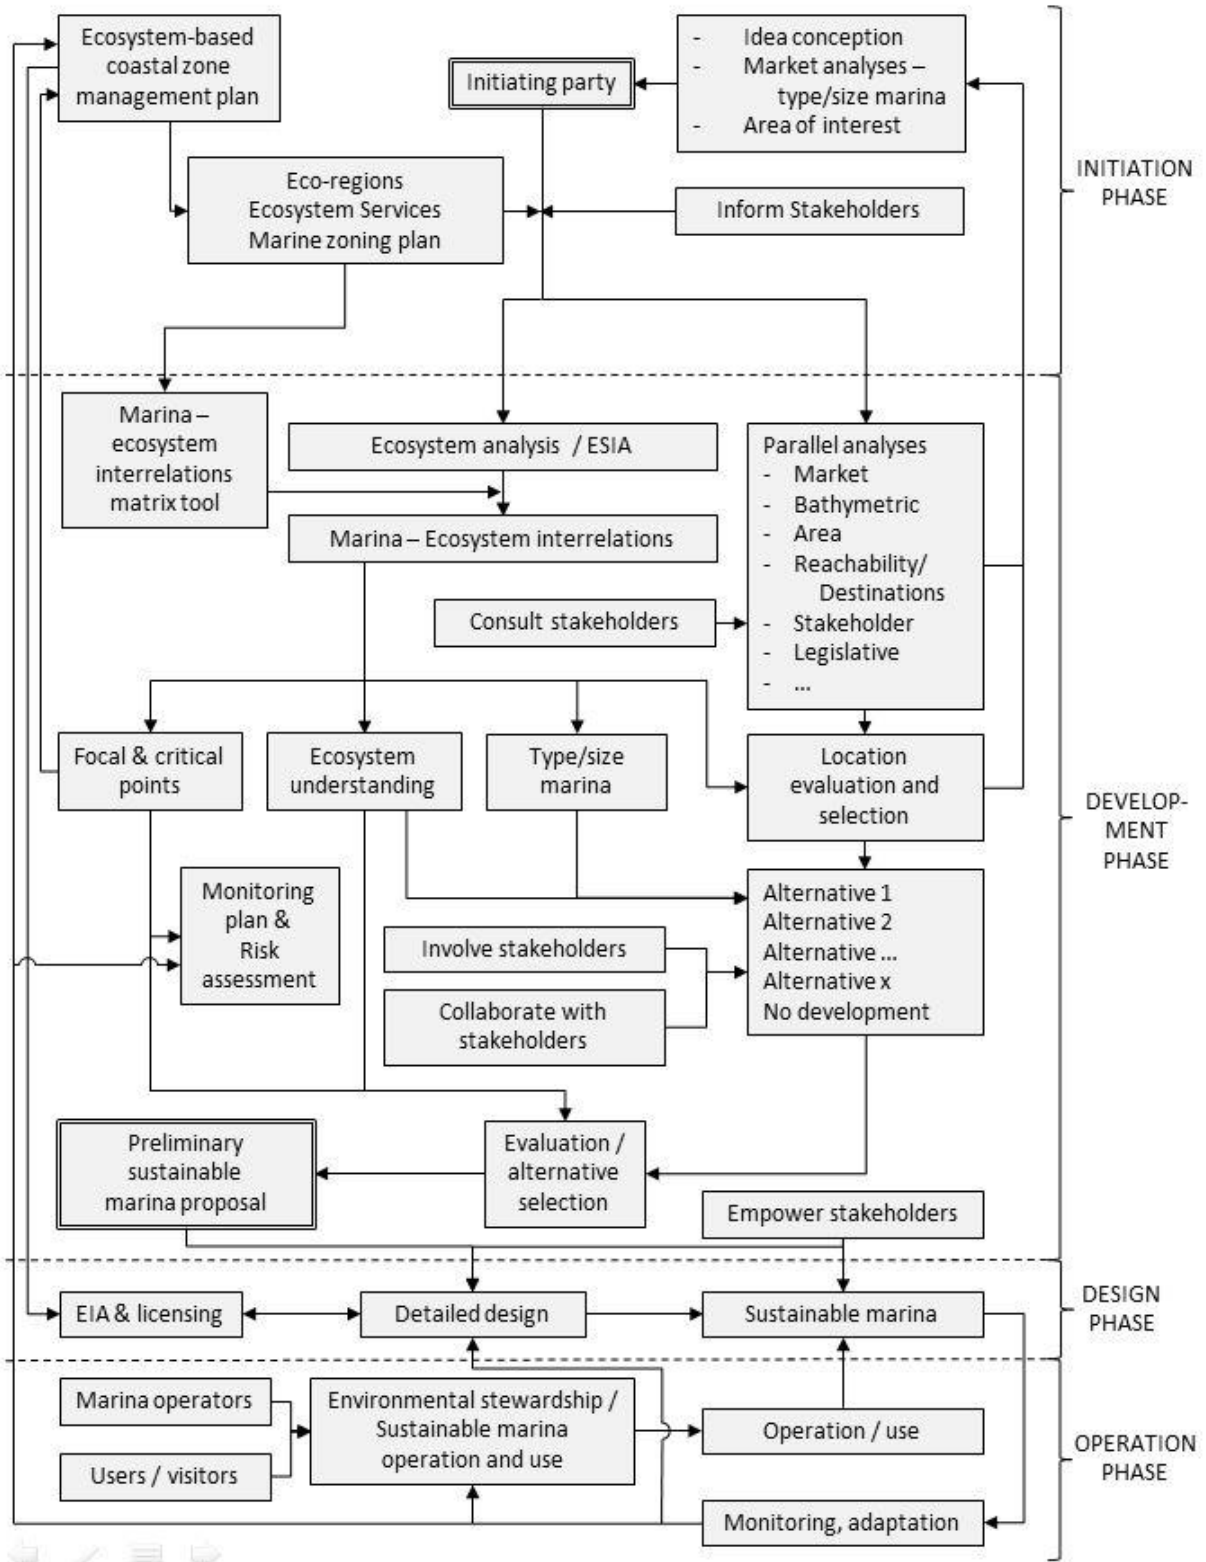 Ecosystem-based
coastal zone
management plan
Initiating party
- Idea conception
- Market analyses –
type/size marina
- Area of interest
INITIATION
PHASE
Eco-regions
Ecosystem Services
Marine zoning plan
Inform Stakeholders
Marina –
ecosystem
interrelations
matrix tool
Ecosystem analysis / ESIA
Marina – Ecosystem interrelations
Consult stakeholders
Parallel analyses
- Market
- Bathymetric
- Area
- Reachability/
Destinations
- Stakeholder
- Legislative
- ...
Focal & critical
points
Ecosystem
understanding
Type/size
marina
Location
evaluation and
selection
DEVELOP-
MENT
PHASE
Monitoring
plan &
Risk
assessment
Involve stakeholders
Collaborate with
stakeholders
Alternative 1
Alternative 2
Alternative ...
Alternative x
No development
Preliminary
sustainable
marina proposal
Evaluation /
alternative
selection
Empower stakeholders
EIA & licensing
Detailed design
Sustainable marina
DESIGN
PHASE
Marina operators
Users / visitors
Environmental stewardship /
Sustainable marina
operation and use
Operation / use
Monitoring, adaptation
OPERATION
PHASE